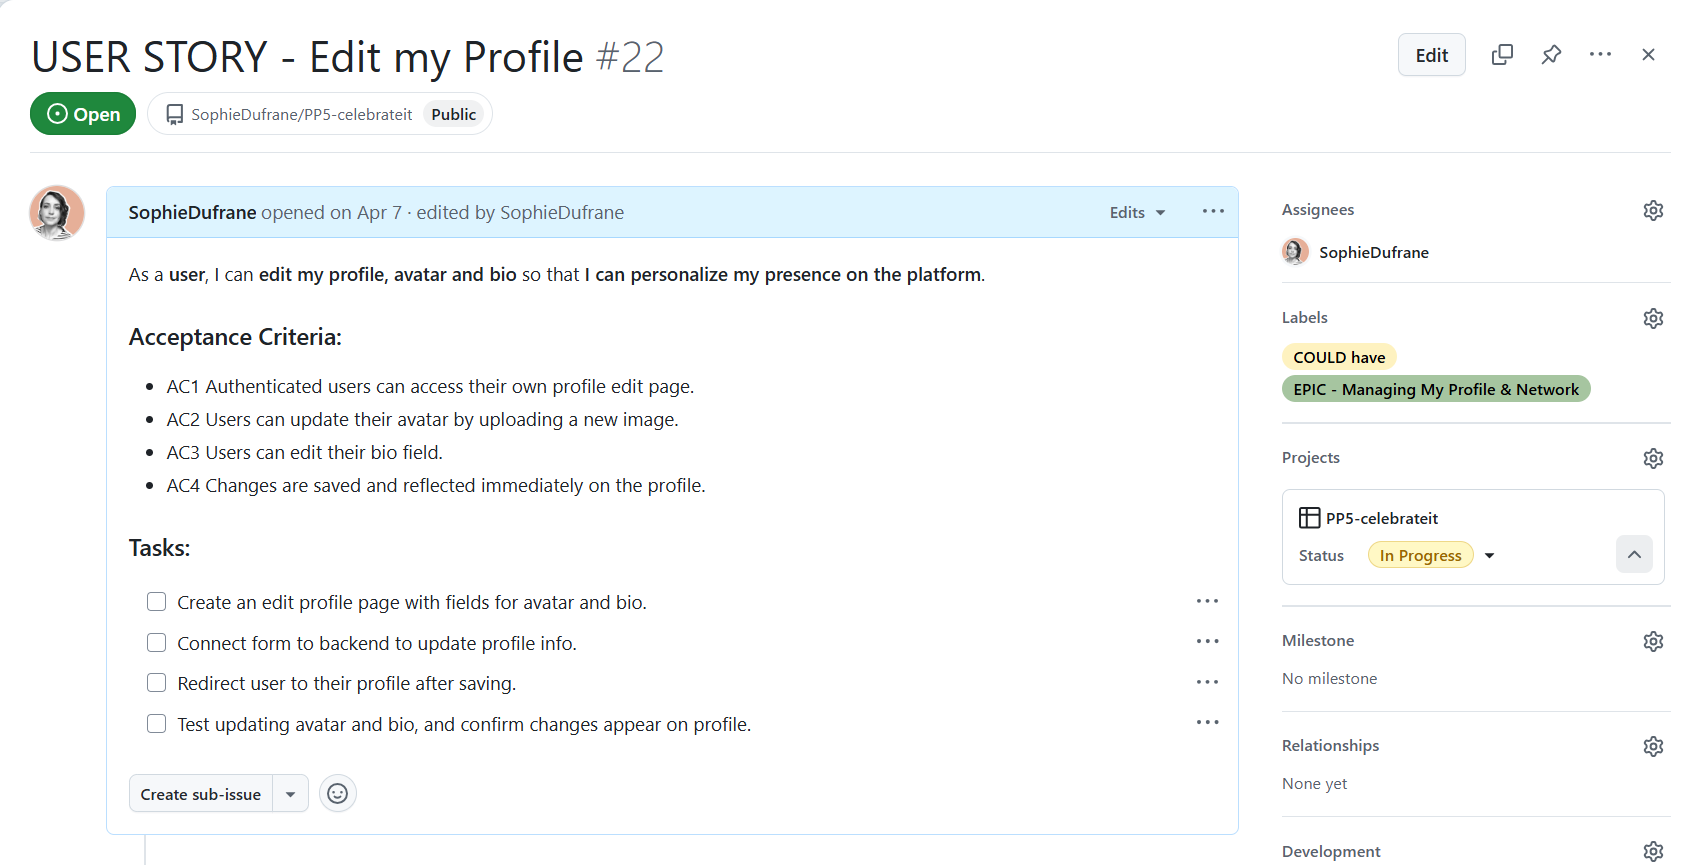 USER STORY - Edit my Profile #22
Edit
Open
SophieDufrane/PP5-celebrateit Public
SophieDufrane opened on Apr 7 · edited by SophieDufrane
Edits
As a user, I can edit my profile, avatar and bio so that I can personalize my presence on the platform.
Acceptance Criteria:
• AC1 Authenticated users can access their own profile edit page.
• AC2 Users can update their avatar by uploading a new image.
• AC3 Users can edit their bio field.
• AC4 Changes are saved and reflected immediately on the profile.
Tasks:
Create an edit profile page with fields for avatar and bio.
Connect form to backend to update profile info.
Redirect user to their profile after saving.
Test updating avatar and bio, and confirm changes appear on profile.
Create sub-issue
Assignees
SophieDufrane
Labels
COULD have
EPIC - Managing My Profile & Network
Projects
PP5-celebrateit
Status In Progress
Milestone
No milestone
Relationships
None yet
Development